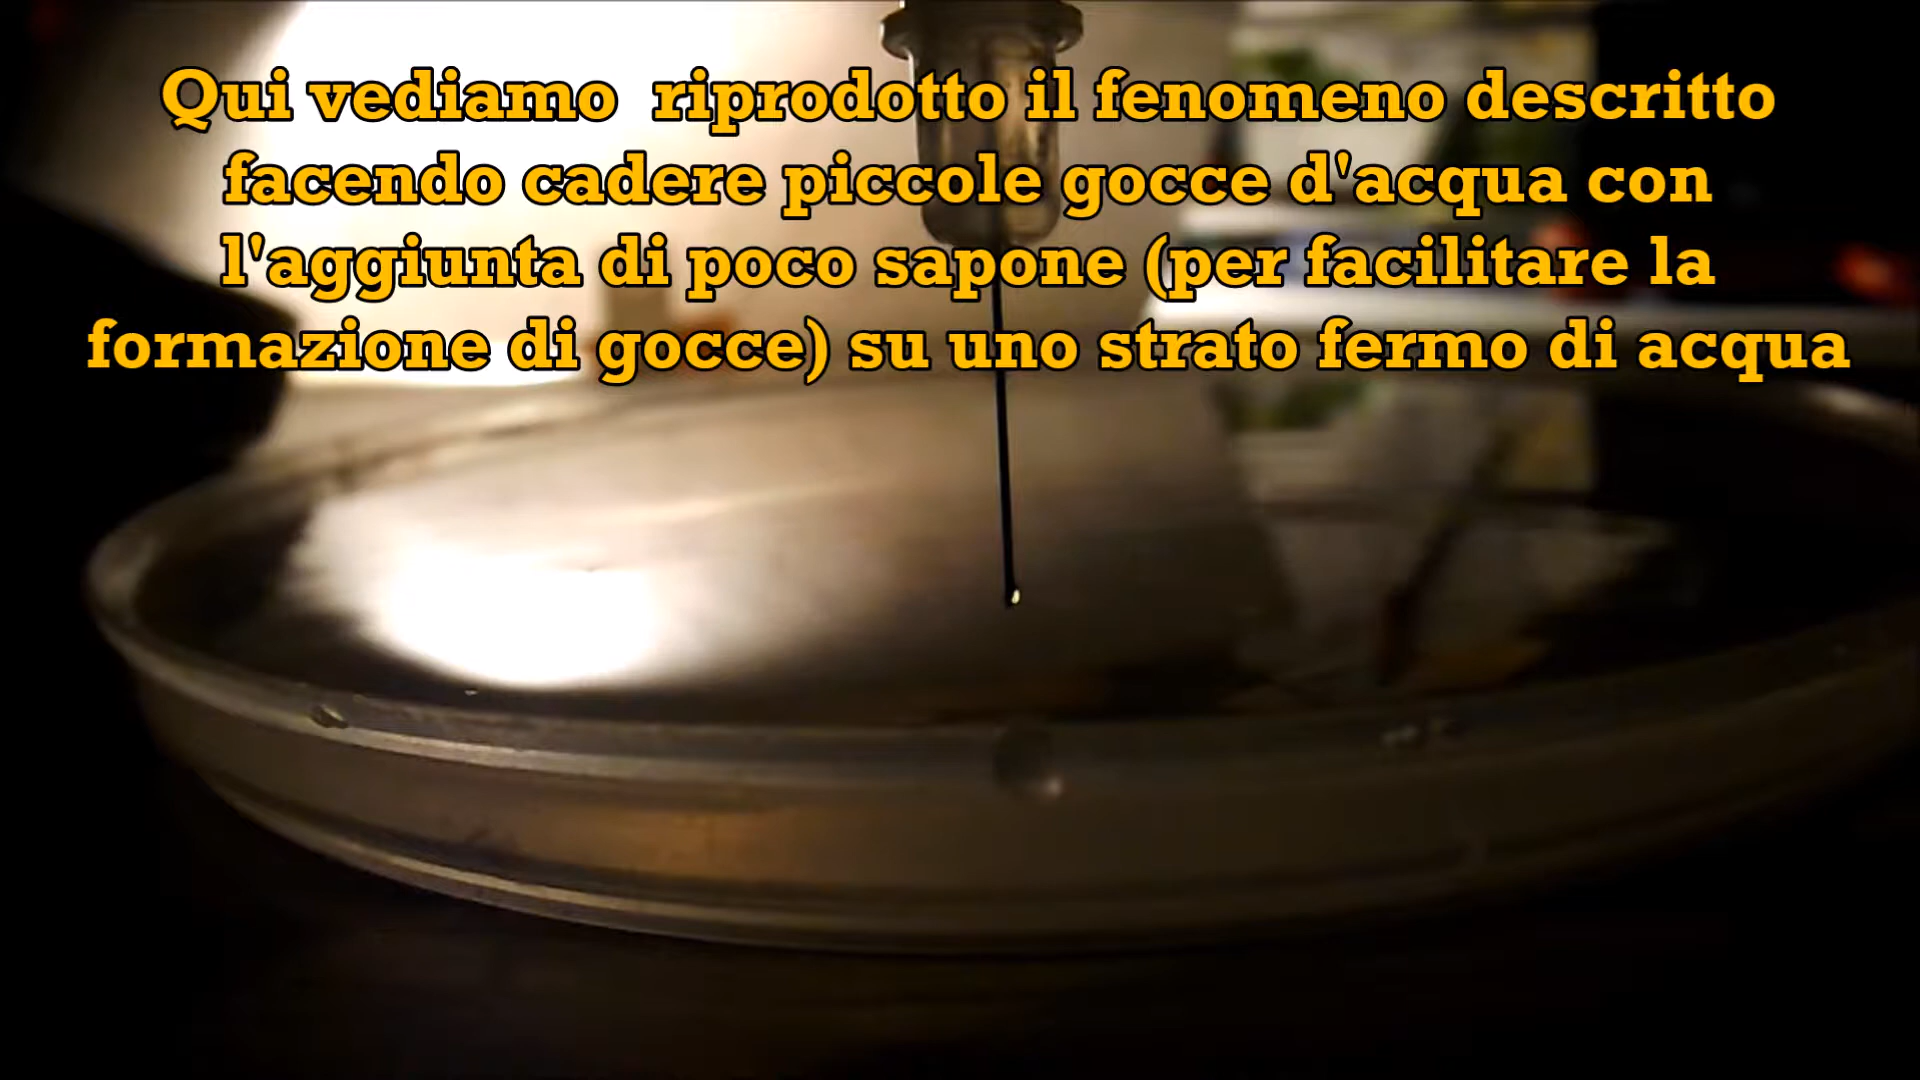 Qui vediamo  riprodotto il fenomeno descritto
facendo cadere piccole gocce d'acqua con
l'aggiunta di poco sapone (per facilitare la
formazione di gocce) su uno strato fermo di acqua